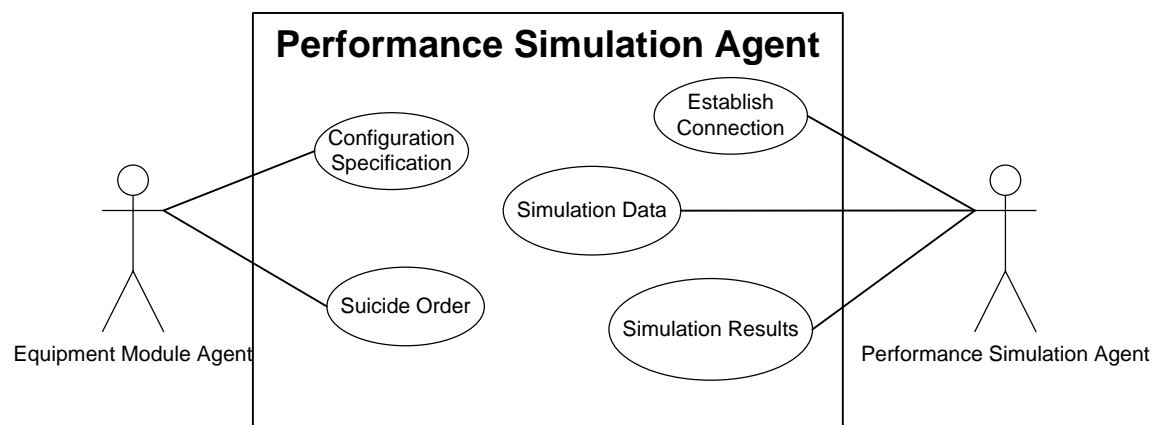 Performance Simulation Agent
Establish
Connection
Configuration
Specification
Simulation Data
Suicide Order
Simulation Results
Equipment Module Agent
Performance Simulation Agent